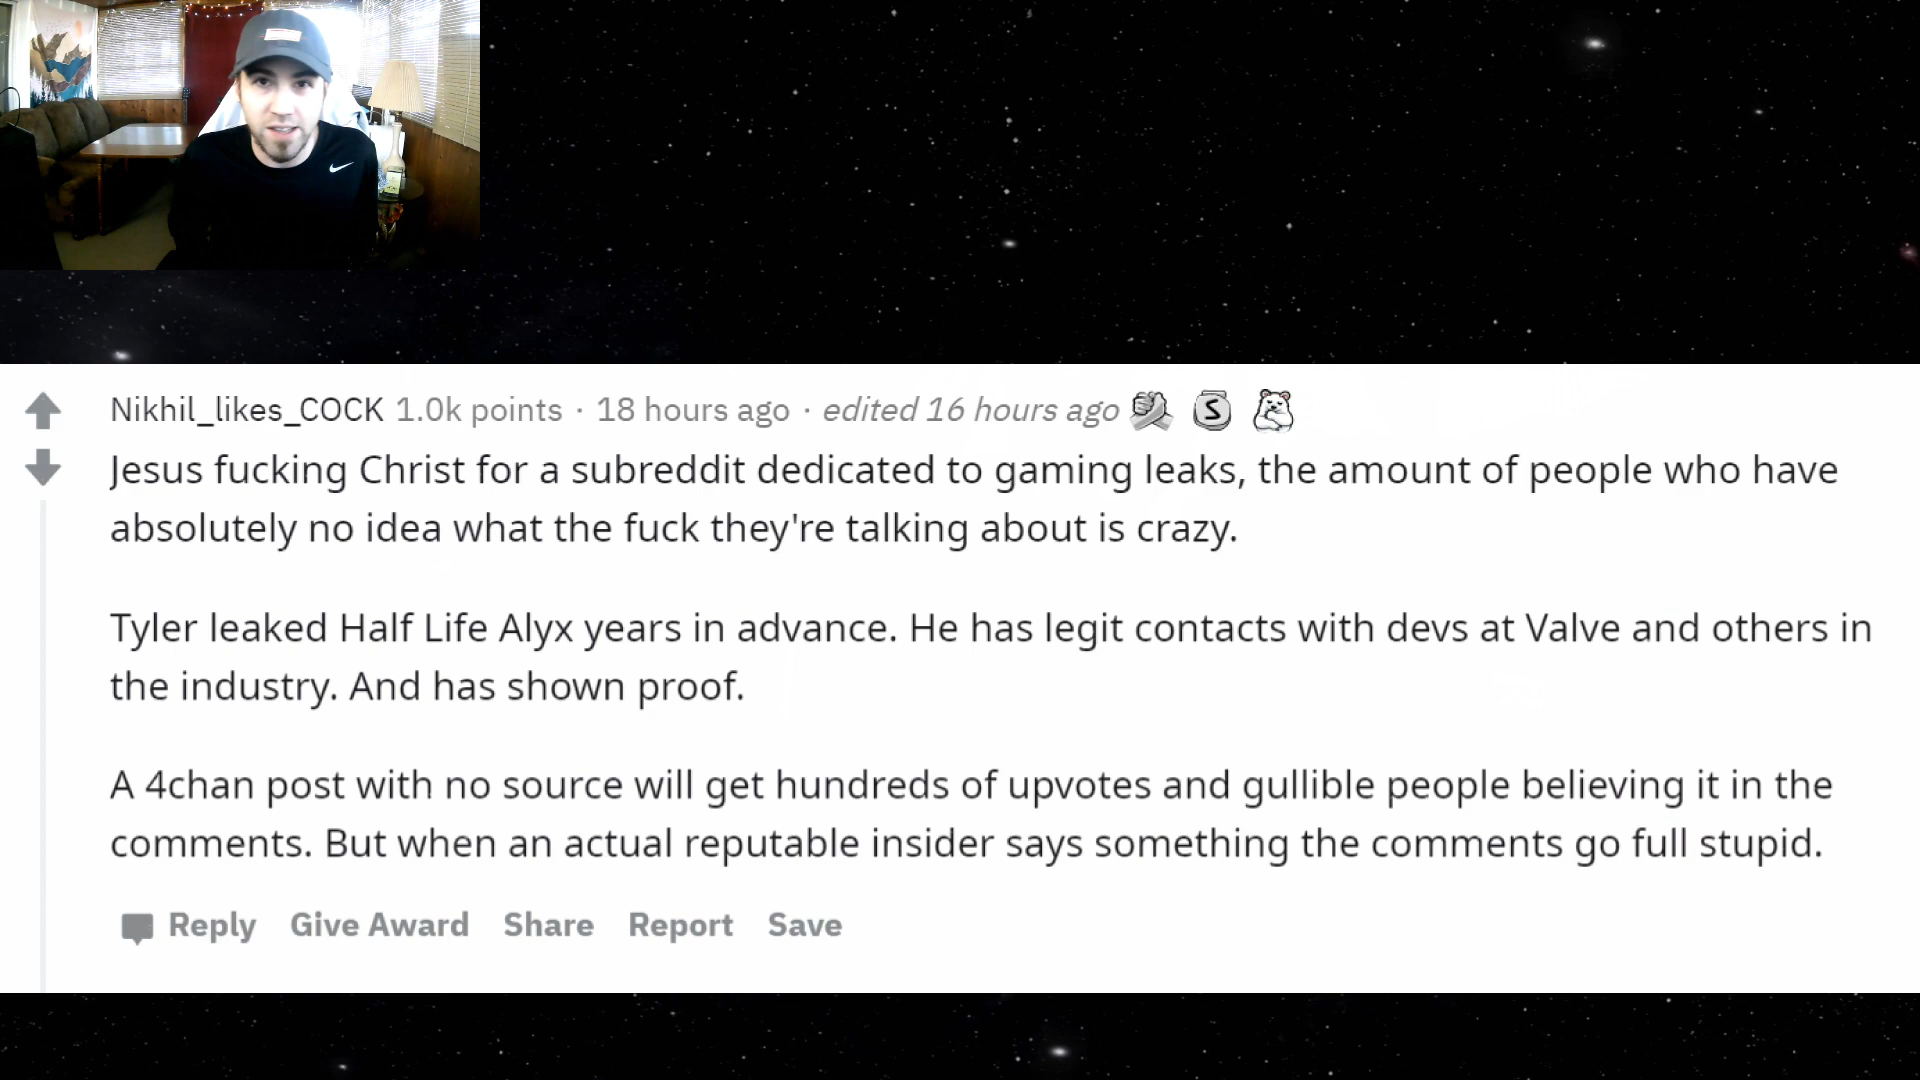 Nikhil_likes_COCK 1.0k points · 18 hours ago · edited 16 hours ago
Jesus fucking Christ for a subreddit dedicated to gaming leaks, the amount of people who have
absolutely no idea what the fuck they're talking about is crazy.
Tyler leaked Half Life Alyx years in advance. He has legit contacts with devs at Valve and others in
the industry. And has shown proof.
A 4chan post with no source will get hundreds of upvotes and gullible people believing it in the
comments. But when an actual reputable insider says something the comments go full stupid.
Reply Give Award Share Report Save